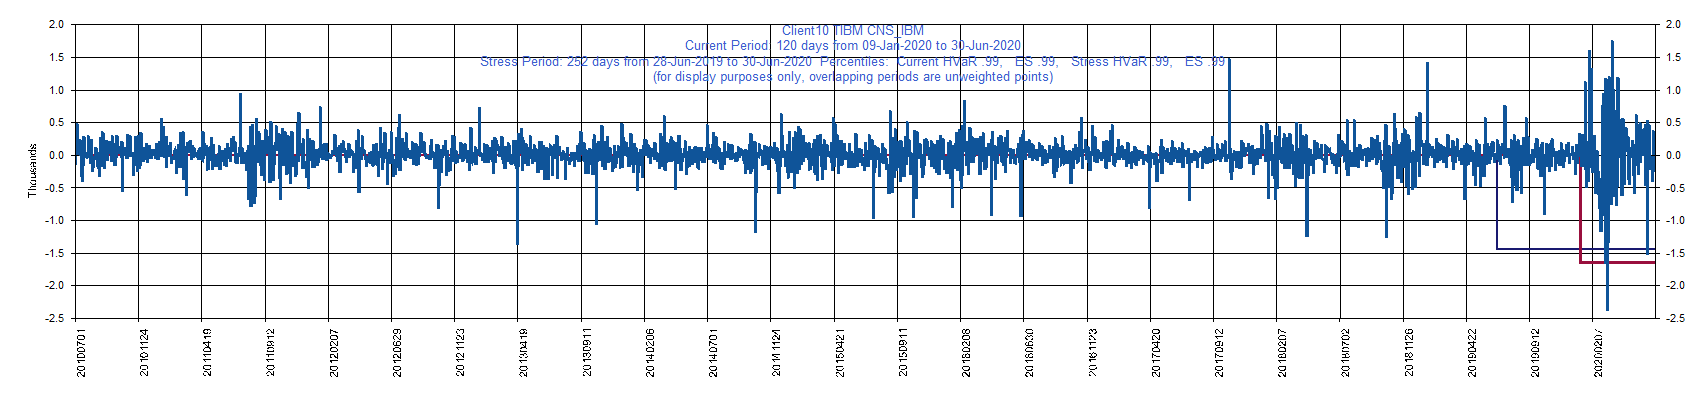 Client10 TIBM CNS_IBM
Current Period: 120 days from 09-Jan-2020 to 30-Jun-2020
Stress Period: 252 days from 28-Jun-2019 to 30-Jun-2020 Percentiles: Current HVaR .99, ES .99, Stress HVaR .99, ES .99
(for display purposes only, overlapping periods are unweighted points)
2.0 2.0
1.5 1.5
1.0 1.0
0.5 0.5
0.0 0.0
-0.5 -0.5
-1.0 -1.0
-1.5 -1.5
-2.0 -2.0
-2.5 -2.5
Thousands
20100701 20101124 20110419 20110912 20120207 20120629 20121123 20130419 20130911 20140206 20140701 20141124 20150421 20150911 20160208 20160630 20161123 20170420 20170912 20180207 20180702 20181126 20190422 20190912 20200207